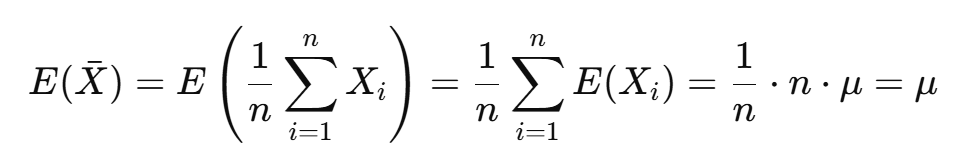 E(X̄) = E(1/n ∑_{i=1}^{n} X_i) = 1/n ∑_{i=1}^{n} E(X_i) = 1/n · n · μ = μ